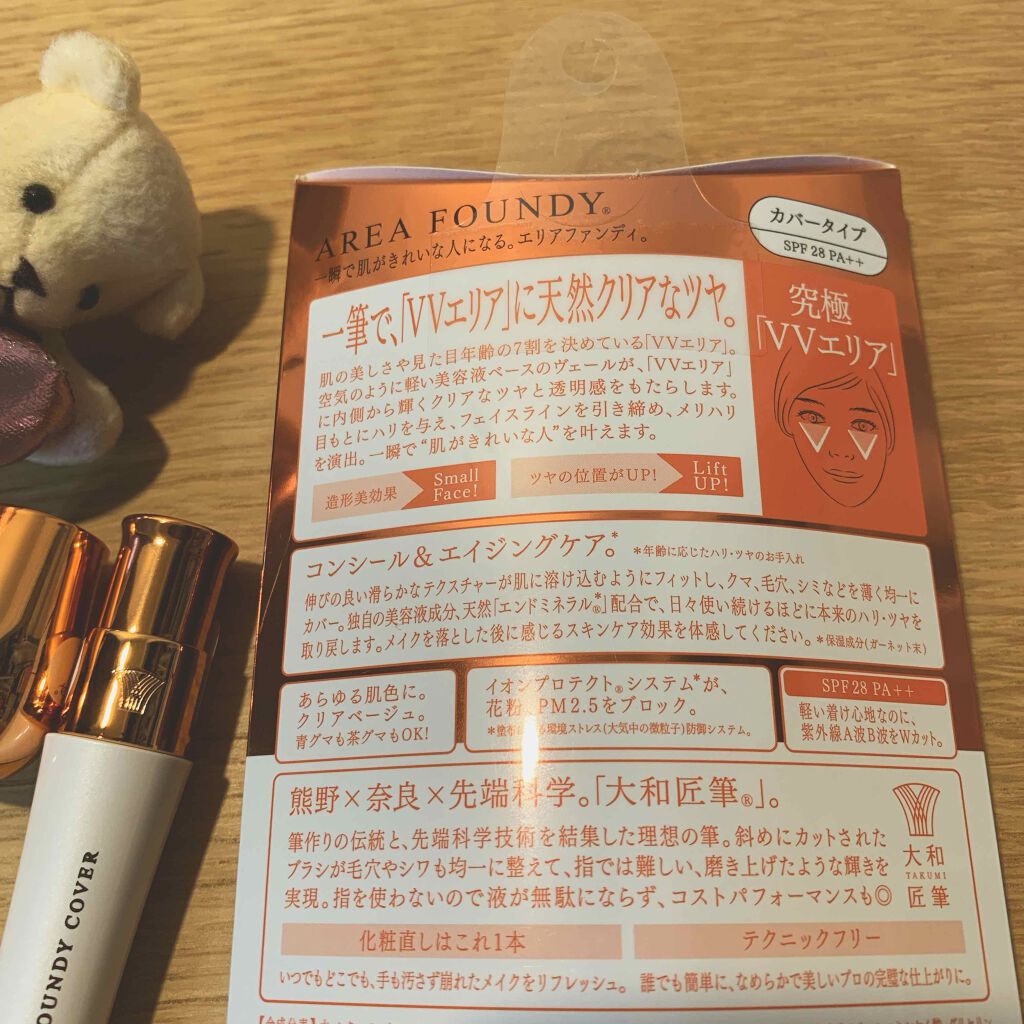 AREA FOUNDY®
一瞬で肌がきれいな人になる。エリアファンディ。
カバータイプ
SPF 28 PA++
一筆で、「VVエリア」に天然クリアなツヤ。
肌の美しさや見た目年齢の7割を決めている「VVエリア」。
空気のように軽い美容液ベースのヴェールが、「VVエリア」
に内側から輝くクリアなツヤと透明感をもたらします。
目もとにハリを与え、フェイスラインを引き締め、メリハリ
を演出。一瞬で“肌がきれいな人”を叶えます。
造形美効果
Small
Face!
ツヤの位置がUP!
Lift
UP!
究極
「VVエリア」
コンシール&エイジングケア。* *年齢に応じたハリ・ツヤのお手入れ
伸びの良い滑らかなテクスチャーが肌に溶け込むようにフィットし、クマ、毛穴、シミなどを薄く均一に
カバー。独自の美容液成分、天然「エンドミネラル®*」配合で、日々使い続けるほどに本来のハリ・ツヤを
取り戻します。メイクを落とした後に感じるスキンケア効果を体感してください。*保湿成分(ガーネット末)
あらゆる肌色に。
クリアベージュ。
青グマも茶グマもOK!
イオンプロテクト®システム*が、
花粉、PM2.5をブロック。
*塗布 環境ストレス(大気中の微粒子)防御システム。
SPF28 PA++
軽い着け心地なのに、
紫外線A波B波をWカット。
熊野×奈良×先端科学。「大和匠筆®」。
筆作りの伝統と、先端科学技術を結集した理想の筆。斜めにカットされた
ブラシが毛穴やシワも均一に整えて、指では難しい、磨き上げたような輝きを
実現。指を使わないので液が無駄にならず、コストパフォーマンスも◎
大和
TAKUMI
匠筆
化粧直しはこれ1本
いつでもどこでも、手も汚さず崩れたメイクをリフレッシュ。
テクニックフリー
誰でも簡単に、なめらかで美しいプロの完璧な仕上がりに。
OUNDY COVER